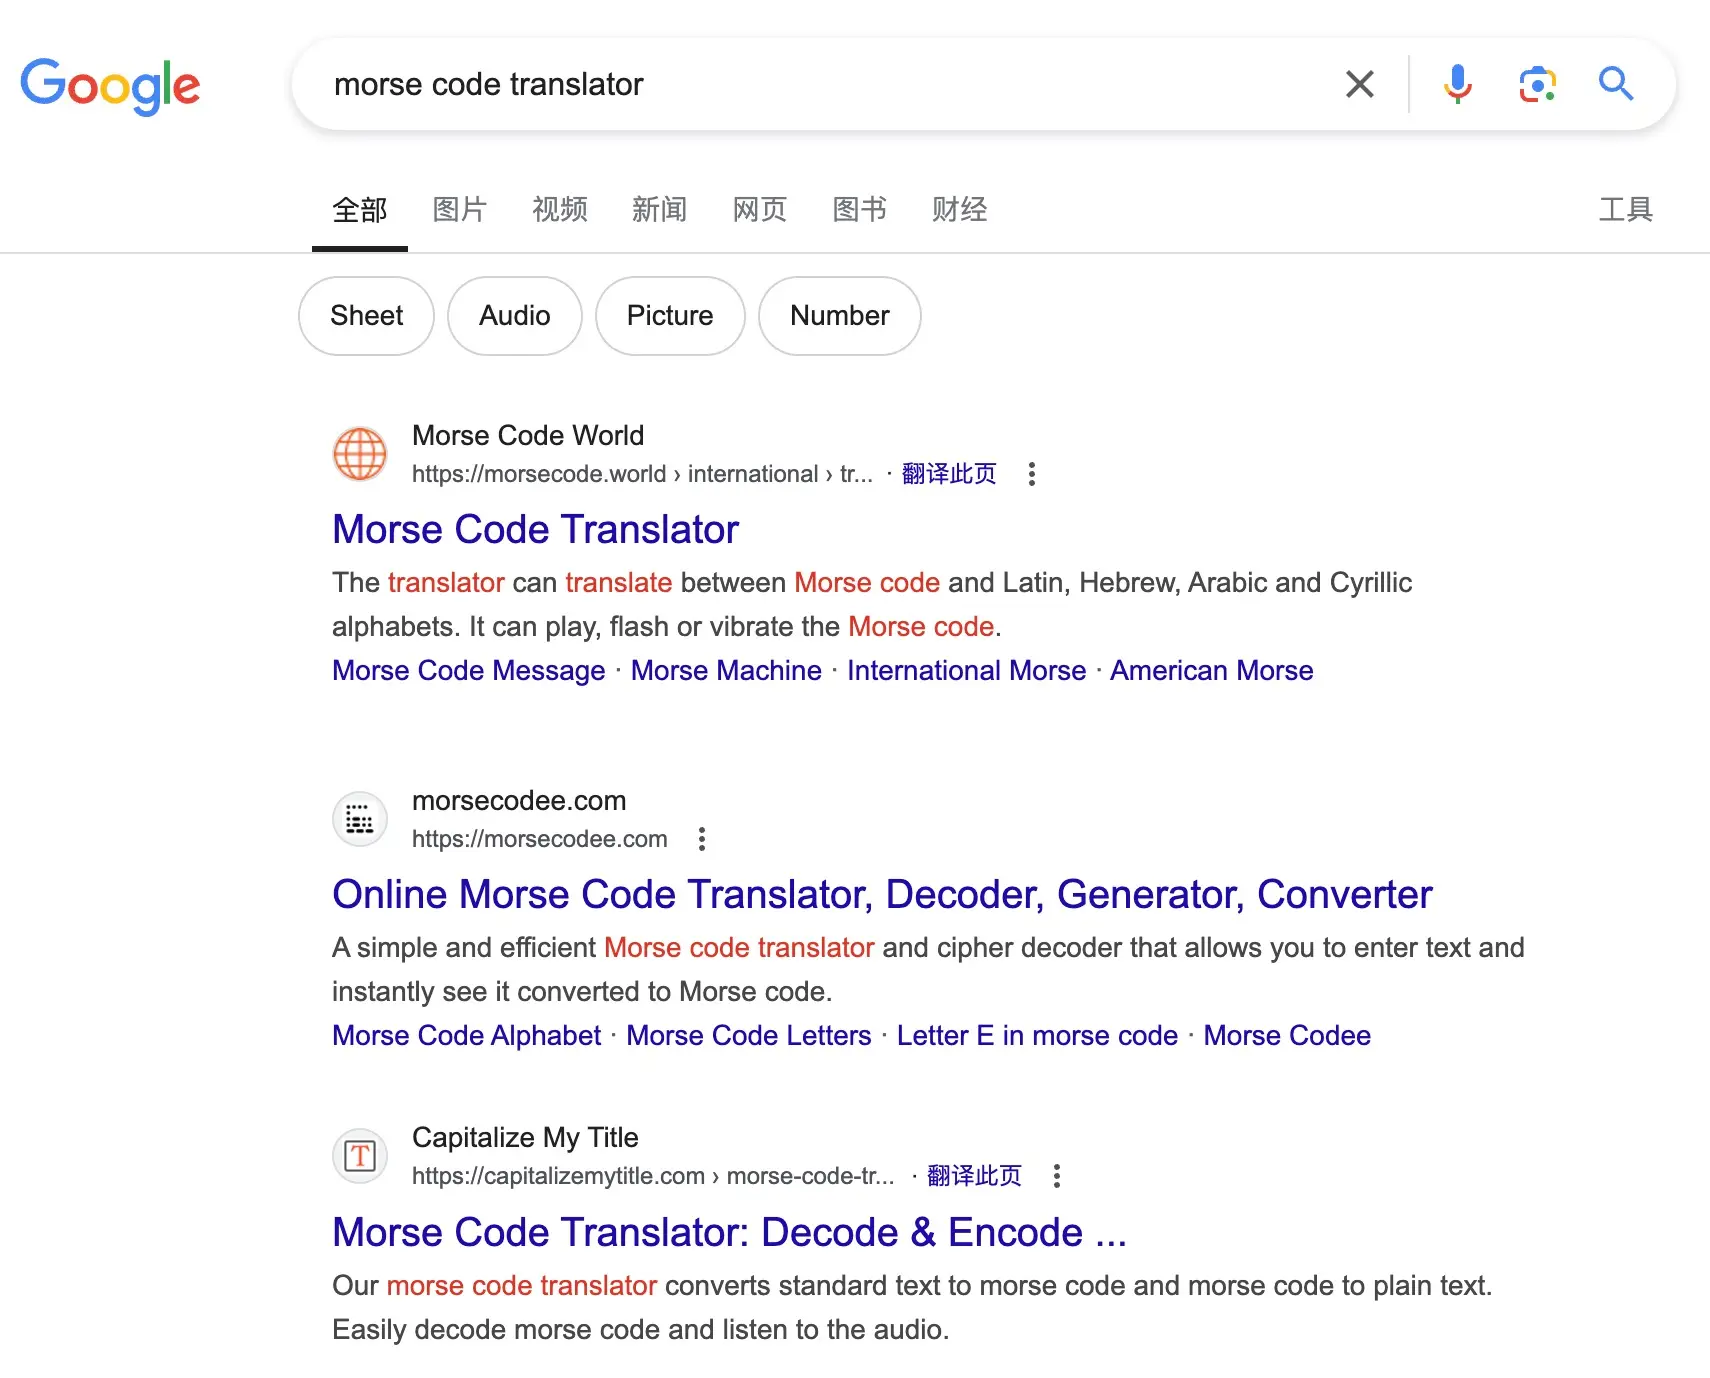 Google
morse code translator
全部 图片 视频 新闻 网页 图书 财经 工具
Sheet Audio Picture Number
Morse Code World
https://morsecode.world › international › tr... · 翻译此页
Morse Code Translator
The translator can translate between Morse code and Latin, Hebrew, Arabic and Cyrillic
alphabets. It can play, flash or vibrate the Morse code.
Morse Code Message · Morse Machine · International Morse · American Morse
morsecodee.com
https://morsecodee.com
Online Morse Code Translator, Decoder, Generator, Converter
A simple and efficient Morse code translator and cipher decoder that allows you to enter text and
instantly see it converted to Morse code.
Morse Code Alphabet · Morse Code Letters · Letter E in morse code · Morse Codee
T
Capitalize My Title
https://capitalizemytitle.com › morse-code-tr... · 翻译此页
Morse Code Translator: Decode & Encode ...
Our morse code translator converts standard text to morse code and morse code to plain text.
Easily decode morse code and listen to the audio.